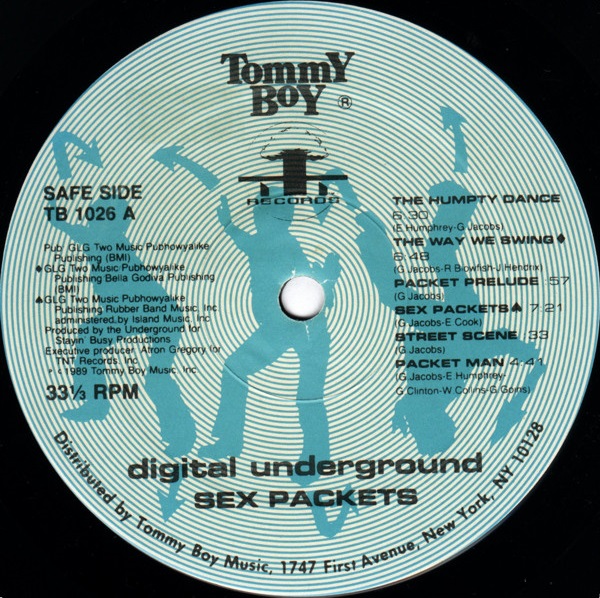 Tommy
Boy ®
TNT
RECORDS
SAFE SIDE
TB 1026 A
Pub GLG Two Music Pubhowyalike
Publishing (BMI)
♦GLG Two Music Pubhowyalike
Publishing Bella Godiva Publishing
(BMI)
♠GLG Two Music Pubhowyalike
Publishing Rubber Band Music, Inc.
administered by Island Music, Inc
Produced by the Underground for
Stayin' Busy Productions
Executive producer Atron Gregory for
TNT Records, Inc.
1989 Tommy Boy Music, Inc.
33⅓ RPM
THE HUMPTY DANCE
6 30
(E Humphrey-G Jacobs)
THE WAY WE SWING♦
6:48
(G Jacobs-R Blowfish-J Hendrix)
PACKET PRELUDE :57
(G Jacobs)
SEX PACKETS♠ 7:21
(G Jacobs-E Cook)
STREET SCENE :33
(G Jacobs)
PACKET MAN 4:41
(G Jacobs-E Humphrey-
G Clinton-W Collins-G Goins)
digital underground
SEX PACKETS
Distributed by Tommy Boy Music, 1747 First Avenue, New York, NY 10128